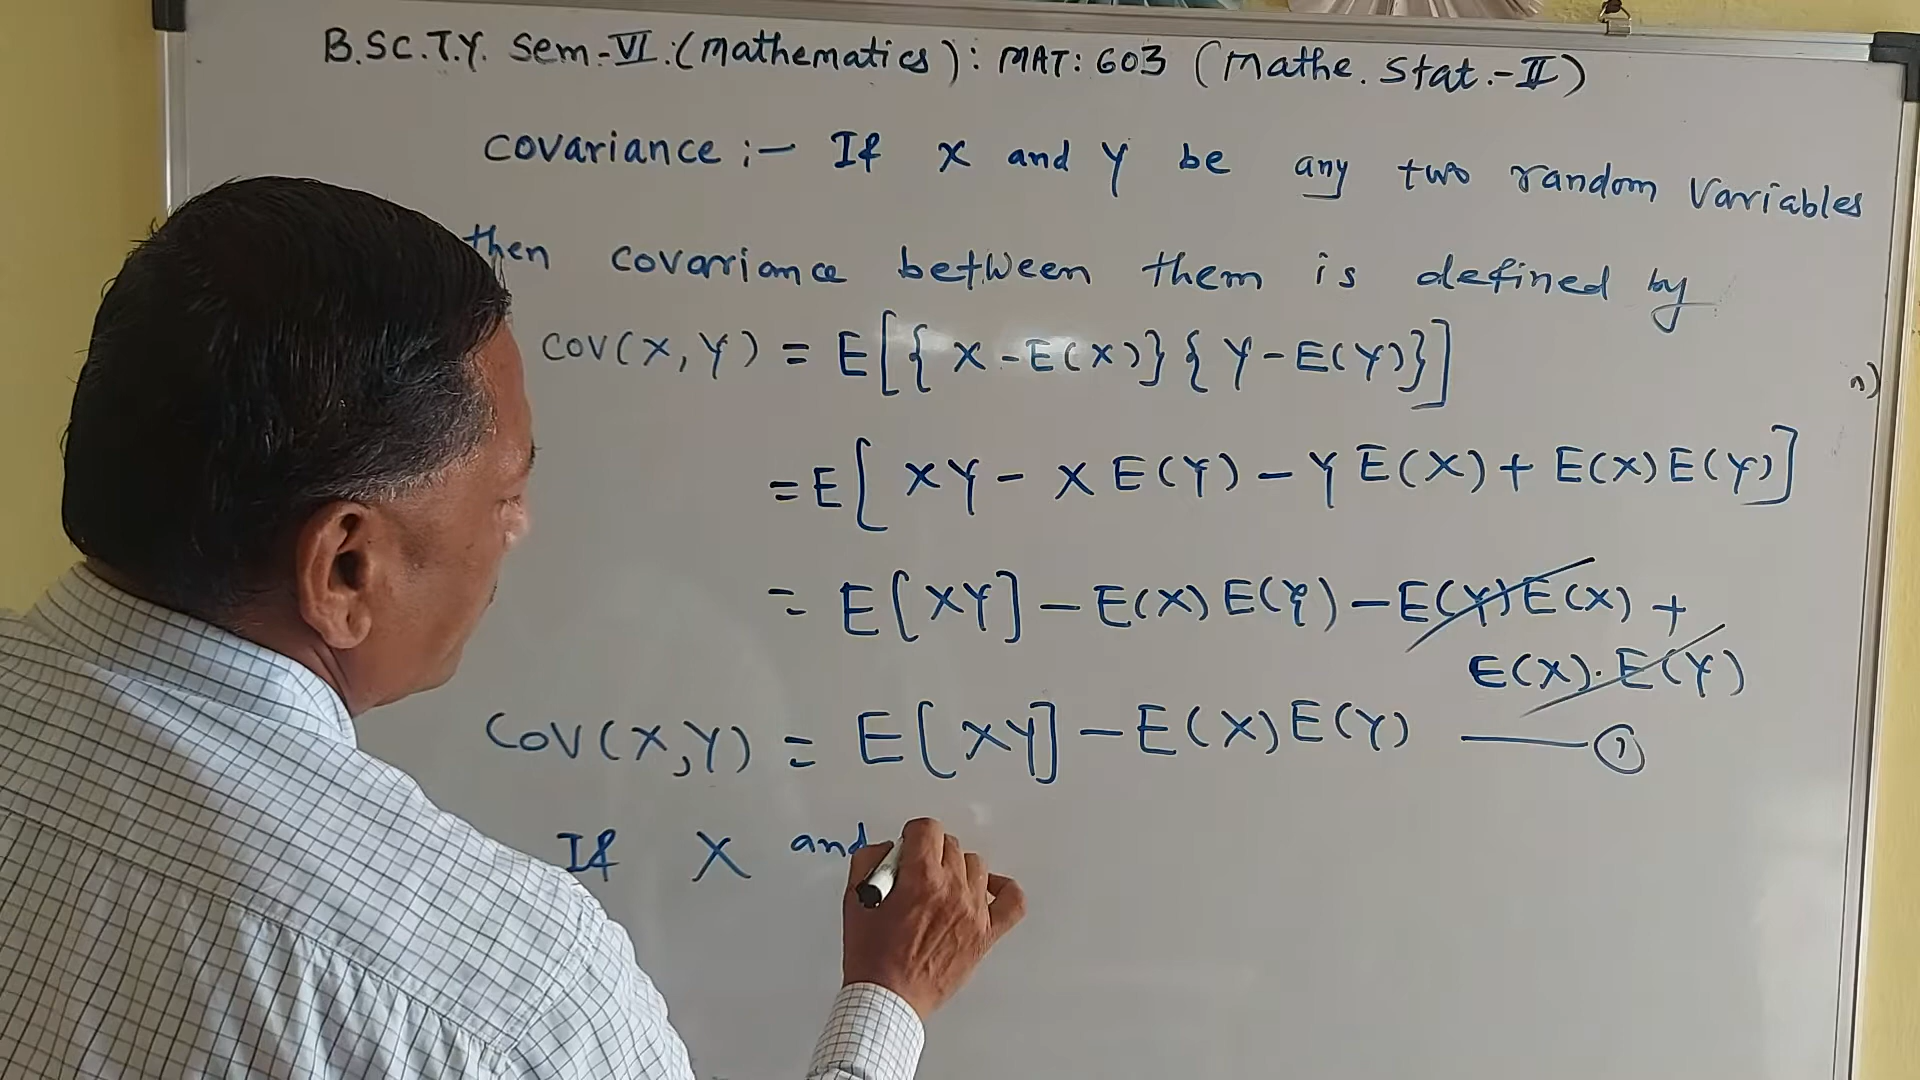 B.SC.T.Y. Sem.-VI.(Mathematics): MAT: 603 (Mathe. Stat.-II)
Covariance :- If X and Y be any two random Variables
then covariance between them is defined by
COV(X,Y) = E[{X-E(X)}{Y-E(Y)}]
n)
= E[XY - X E(Y) - Y E(X) + E(X) E(Y)]
= E[XY] - E(X) E(Y) - E(Y) E(X) +
E(X). E(Y)
COV(X,Y) = E[XY] - E(X) E(Y) —— ①
If X and